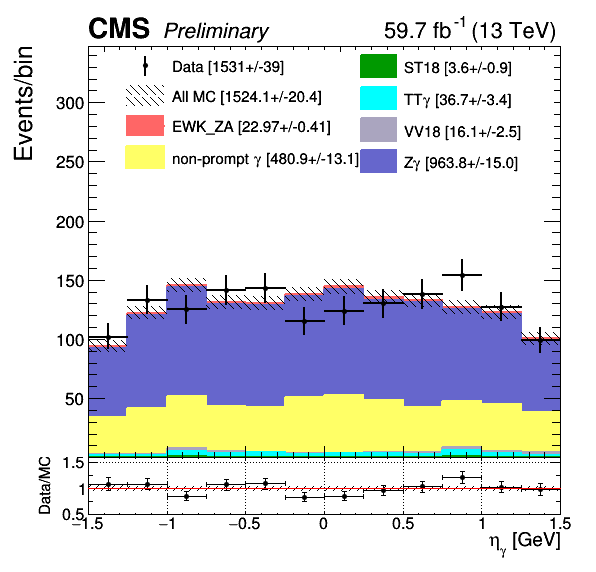 CMS Preliminary 59.7 fb⁻¹ (13 TeV)
Events/bin
Data [1531+/-39]
All MC [1524.1+/-20.4]
EWK_ZA [22.97+/-0.41]
non-prompt γ [480.9+/-13.1]
ST18 [3.6+/-0.9]
TTγ [36.7+/-3.4]
VV18 [16.1+/-2.5]
Zγ [963.8+/-15.0]
300
250
200
150
100
50
Data/MC
1.5
1
0.5
−1.5 −1 −0.5 0 0.5 1 1.5
ηγ [GeV]